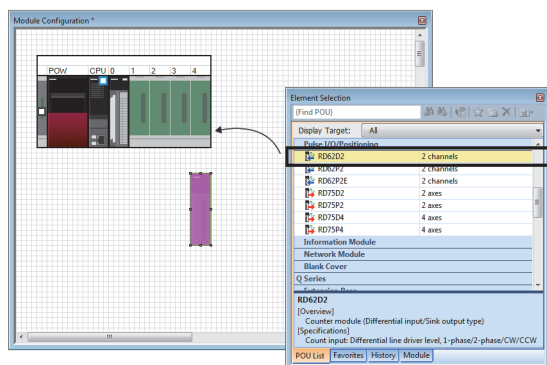 Module Configuration *
POW CPU 0 1 2 3 4
Element Selection
(Find POU)
Display Target: All
Pulse I/O/Positioning
RD62D2 2 channels
RD62P2 2 channels
RD62P2E 2 channels
RD75D2 2 axes
RD75P2 2 axes
RD75D4 4 axes
RD75P4 4 axes
Information Module
Network Module
Blank Cover
Q Series
Extension Base
RD62D2
[Overview]
Counter module (Differential input/Sink output type)
[Specifications]
Count input: Differential line driver level, 1-phase/2-phase/CW/CCW
POU List Favorites History Module